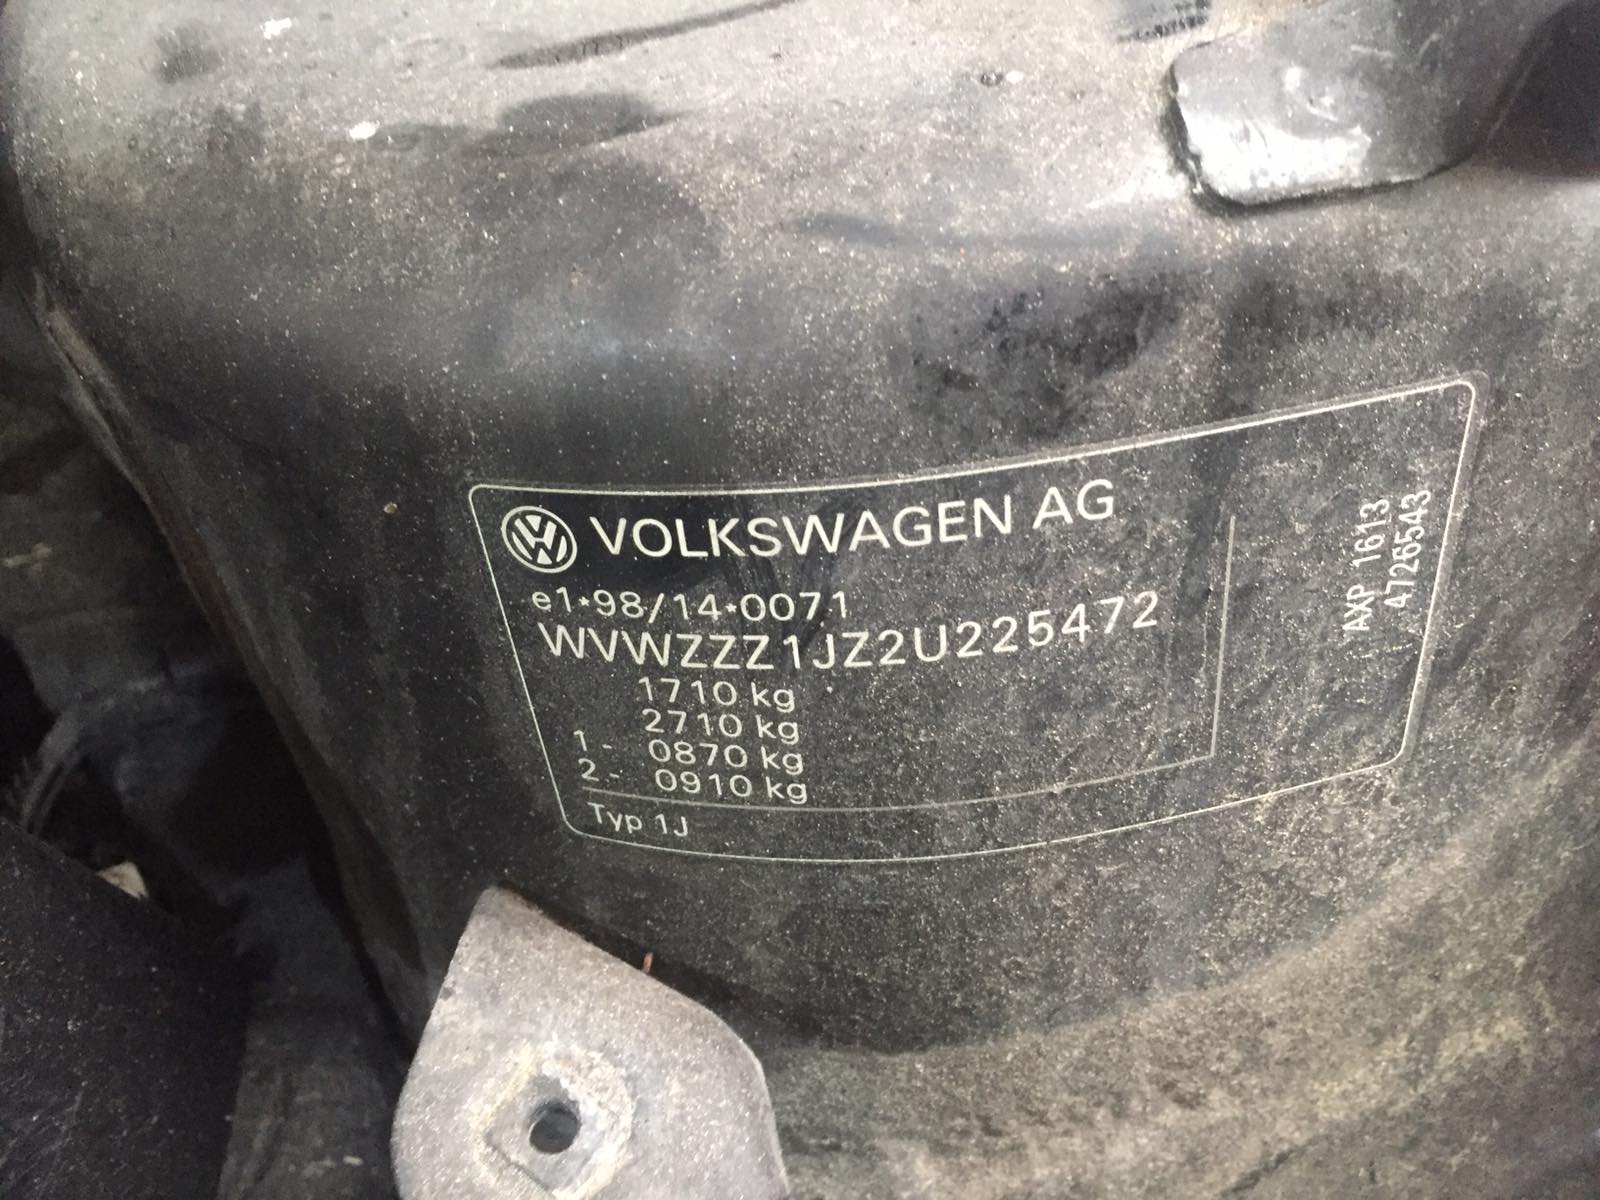 VOLKSWAGEN AG
e1*98/14*0071
WVWZZZ1JZ2U225472
1710 kg
2710 kg
1 - 0870 kg
2 - 0910 kg
Typ 1J
AXP 1613
4726543